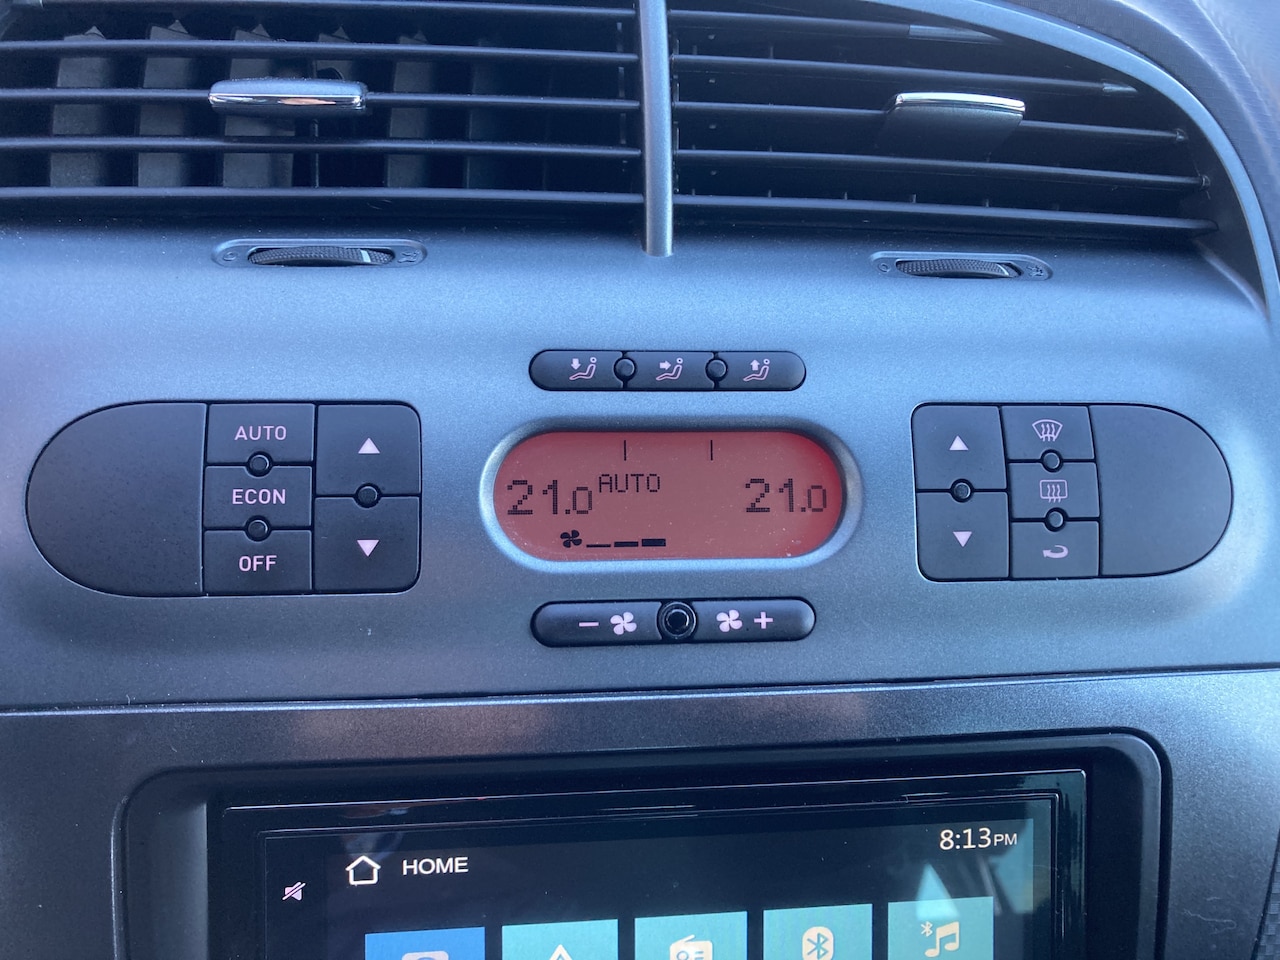 AUTO
ECON
OFF
21.0 AUTO 21.0
− +
HOME 8:13PM